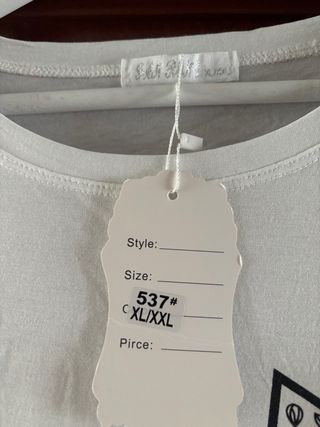 Style:
Size:
537#
XL/XXL
Pirce: